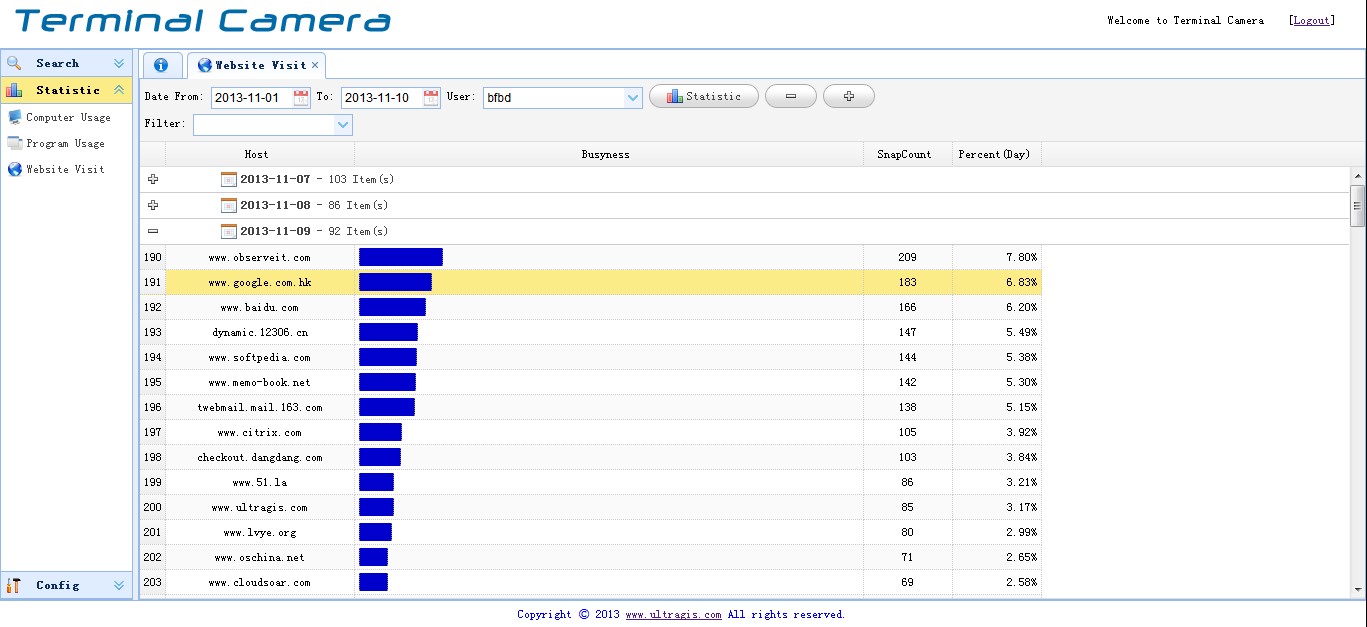 Terminal Camera
Welcome to Terminal Camera [Logout]
Search
Statistic
Computer Usage
Program Usage
Website Visit
Config
Website Visit ×
Date From: 2013-11-01 To: 2013-11-10 User: bfbd Statistic
Filter:
Host Busyness SnapCount Percent(Day)
2013-11-07 - 103 Item(s)
2013-11-08 - 86 Item(s)
2013-11-09 - 92 Item(s)
190 www.observeit.com 209 7.80%
191 www.google.com.hk 183 6.83%
192 www.baidu.com 166 6.20%
193 dynamic.12306.cn 147 5.49%
194 www.softpedia.com 144 5.38%
195 www.memo-book.net 142 5.30%
196 twebmail.mail.163.com 138 5.15%
197 www.citrix.com 105 3.92%
198 checkout.dangdang.com 103 3.84%
199 www.51.la 86 3.21%
200 www.ultragis.com 85 3.17%
201 www.lvye.org 80 2.99%
202 www.oschina.net 71 2.65%
203 www.cloudsoar.com 69 2.58%
Copyright © 2013 www.ultragis.com All rights reserved.